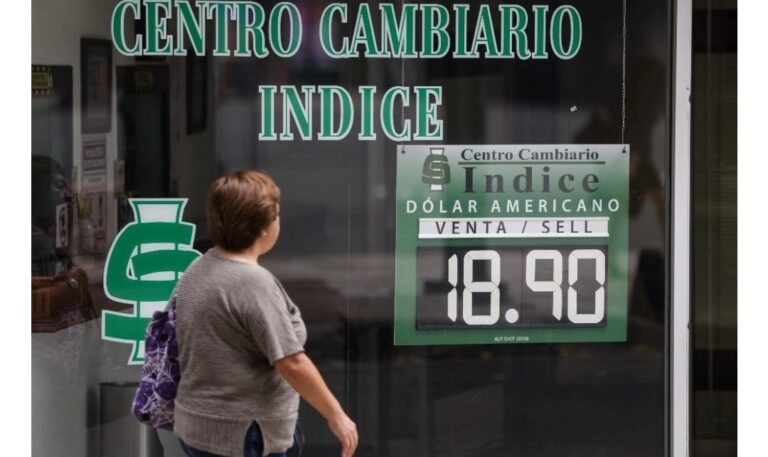 CENTRO CAMBIARIO
INDICE
Centro Cambiario
Indice
DÓLAR AMERICANO
VENTA / SELL
18.90